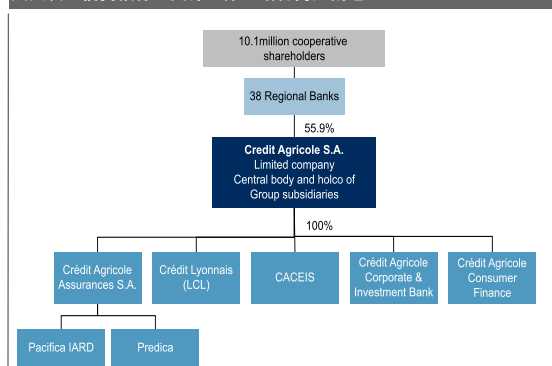 10.1million cooperative
shareholders
38 Regional Banks
55.9%
Credit Agricole S.A.
Limited company
Central body and holco of
Group subsidiaries
100%
Crédit Agricole
Assurances S.A.
Crédit Lyonnais
(LCL)
CACEIS
Crédit Agricole
Corporate &
Investment Bank
Crédit Agricole
Consumer
Finance
Pacifica IARD
Predica